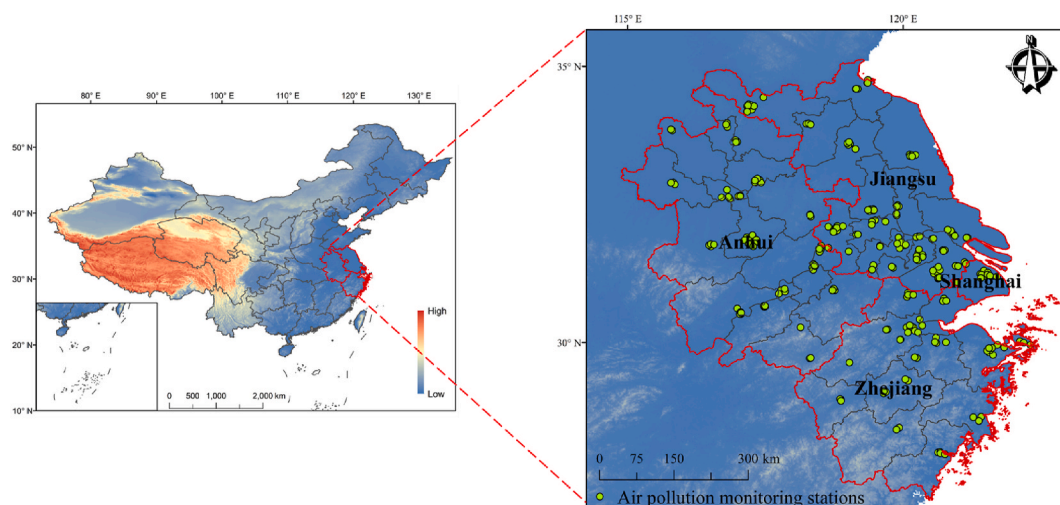 80° E 90° E 100° E 110° E 120° E 130° E
50° N
40° N
30° N
20° N
10° N
High
Low
0 500 1,000 2,000 km
115° E 120° E
35° N
30° N
N
Jiangsu
Anhui
Shanghai
Zhejiang
0 75 150 300 km
Air pollution monitoring stations